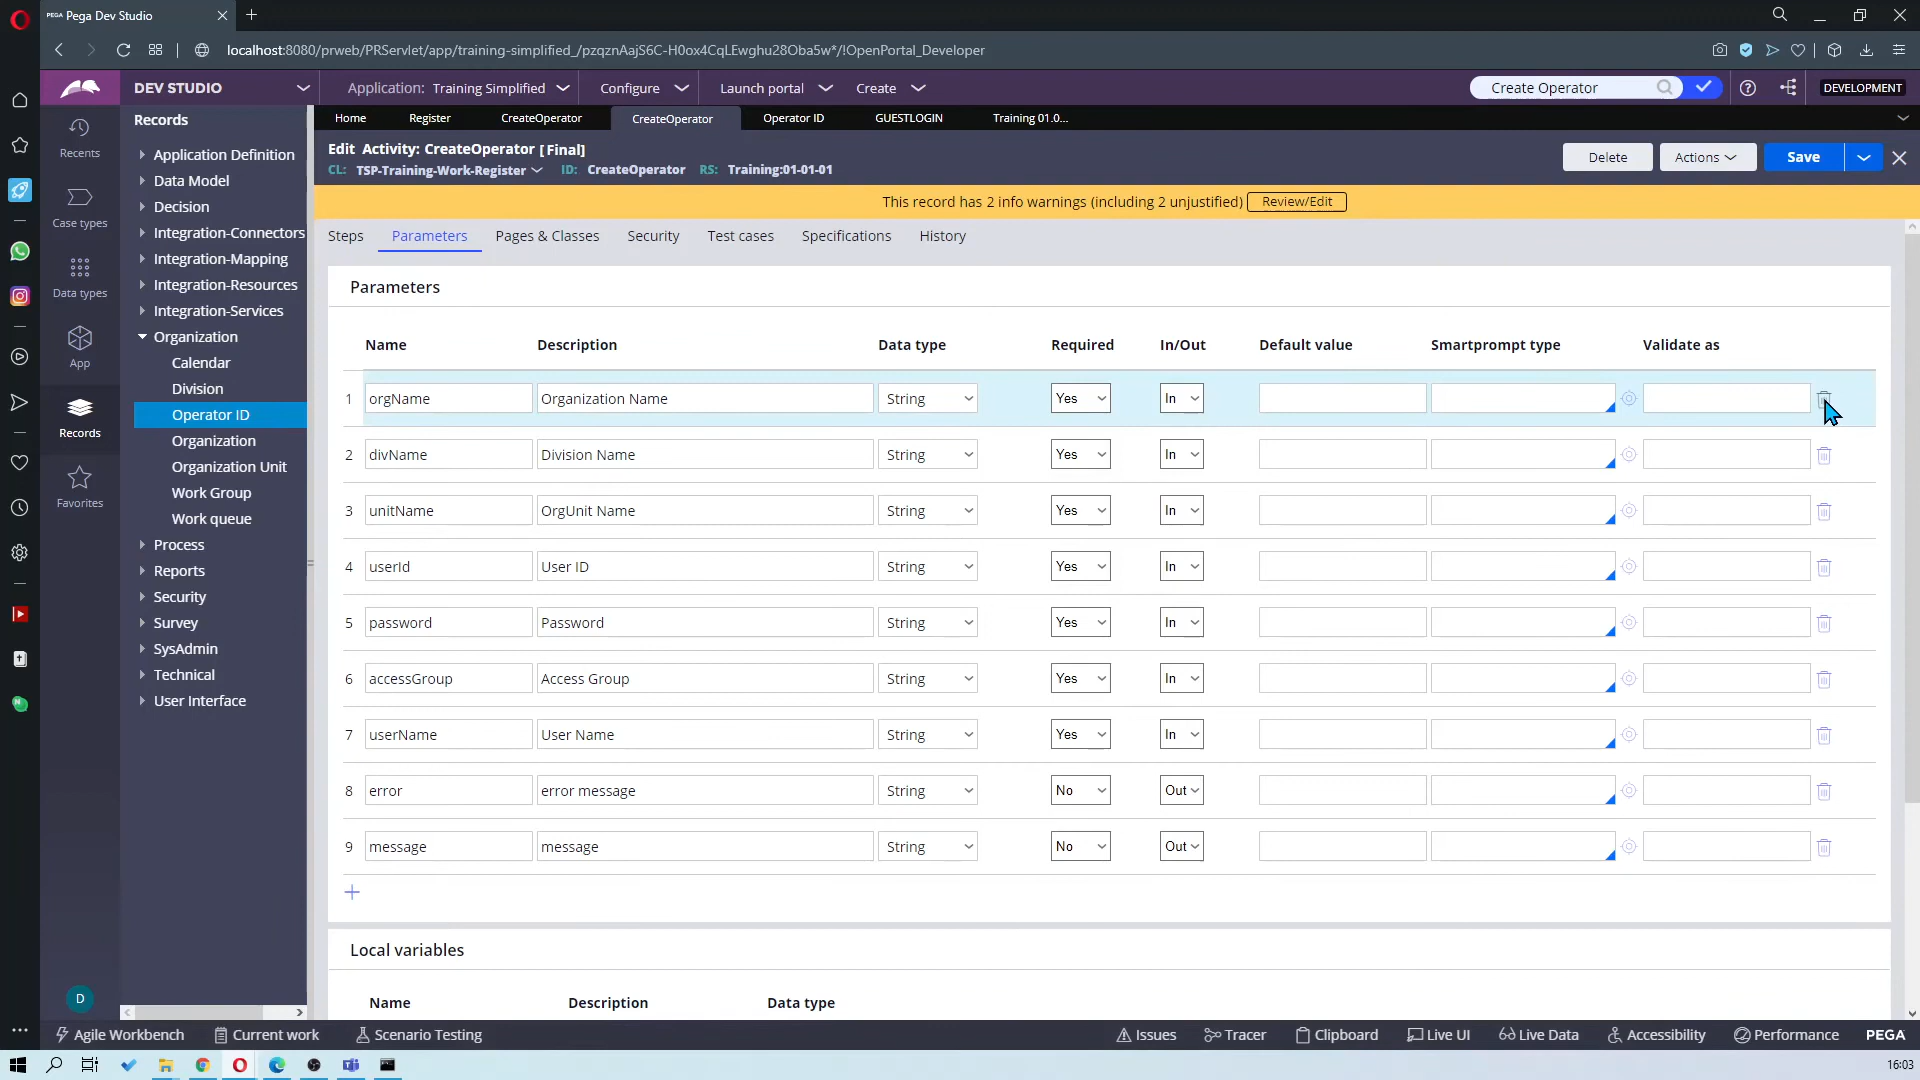 PEGA Pega Dev Studio
localhost:8080/prweb/PRServlet/app/training-simplified_/pzqznAajS6C-H0ox4CqLEwghu28Oba5w*/!OpenPortal_Developer
DEV STUDIO
Application: Training Simplified
Configure
Launch portal
Create
Create Operator
DEVELOPMENT
Recents
Case types
Data types
App
Records
Favorites
D
Records
Application Definition
Data Model
Decision
Integration-Connectors
Integration-Mapping
Integration-Resources
Integration-Services
Organization
Calendar
Division
Operator ID
Organization
Organization Unit
Work Group
Work queue
Process
Reports
Security
Survey
SysAdmin
Technical
User Interface
Home Register CreateOperator CreateOperator Operator ID GUESTLOGIN Training 01.0...
Edit Activity: CreateOperator [Final]
CL: TSP-Training-Work-Register ID: CreateOperator RS: Training:01-01-01
Delete Actions Save
This record has 2 info warnings (including 2 unjustified) Review/Edit
Steps Parameters Pages & Classes Security Test cases Specifications History
Parameters
Name Description Data type Required In/Out Default value Smartprompt type Validate as
1 orgName Organization Name String Yes In
2 divName Division Name String Yes In
3 unitName OrgUnit Name String Yes In
4 userId User ID String Yes In
5 password Password String Yes In
6 accessGroup Access Group String Yes In
7 userName User Name String Yes In
8 error error message String No Out
9 message message String No Out
Local variables
Name Description Data type
Agile Workbench Current work Scenario Testing Issues Tracer Clipboard Live UI Live Data Accessibility Performance PEGA
16:03